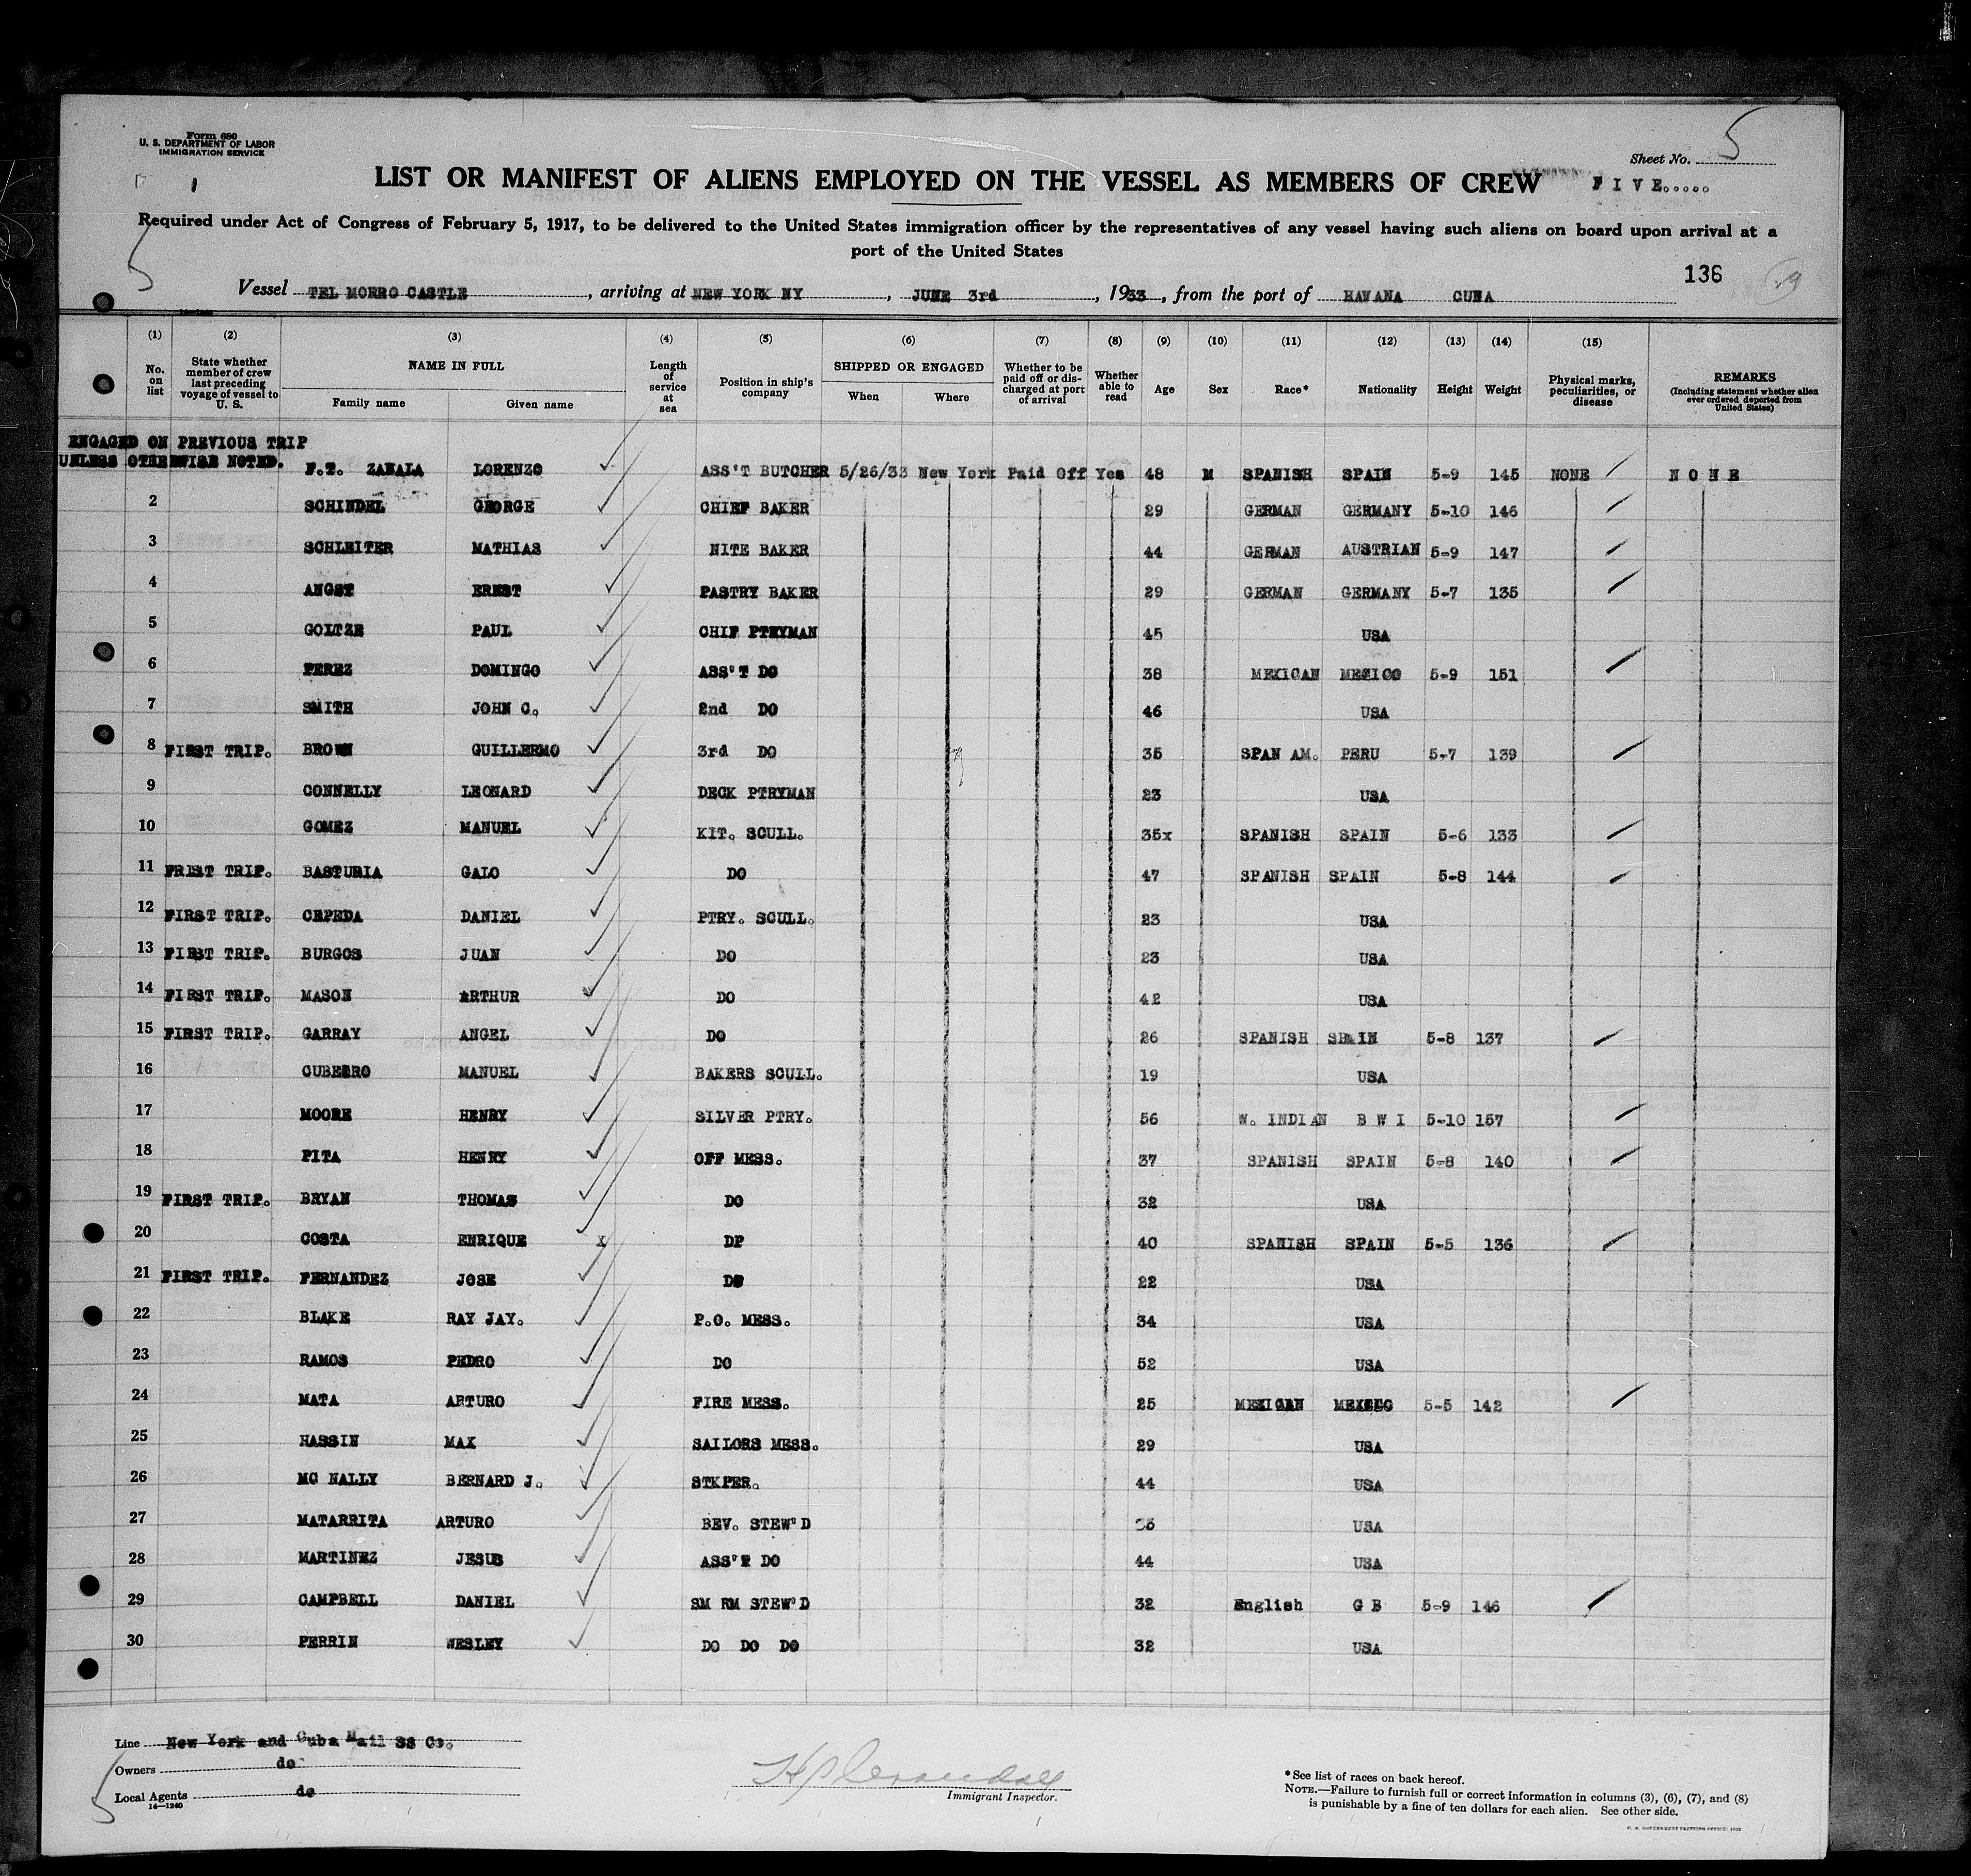 Form 680
U. S. DEPARTMENT OF LABOR
IMMIGRATION SERVICE
Sheet No. 5
LIST OR MANIFEST OF ALIENS EMPLOYED ON THE VESSEL AS MEMBERS OF CREW F I V E.....
Required under Act of Congress of February 5, 1917, to be delivered to the United States immigration officer by the representatives of any vessel having such aliens on board upon arrival at a
port of the United States
5
136
Vessel TEL MORRO CASTLE, arriving at NEW YORK NY, JUNE 3rd, 1933, from the port of HAVANA CUBA
(1) (2) (3) (4) (5) (6) (7) (8) (9) (10) (11) (12) (13) (14) (15)
No. on list State whether member of crew last preceding voyage of vessel to U. S. NAME IN FULL Family name Given name Length of service at sea Position in ship's company SHIPPED OR ENGAGED When Where Whether to be paid off or discharged at port of arrival Whether able to read Age Sex Race* Nationality Height Weight Physical marks, peculiarities, or disease REMARKS (Including statement whether alien ever ordered deported from United States)
ENGAGED ON PREVIOUS TRIP
UNLESS OTHERWISE NOTED. F.T. ZABALA LORENZO ASS'T BUTCHER 5/26/33 New York Paid Off Yes 48 M SPANISH SPAIN 5-9 145 NONE N O N E
2 SCHINDEL GEORGE CHIEF BAKER 29 GERMAN GERMANY 5-10 146
3 SCHLEITER MATHIAS NITE BAKER 44 GERMAN AUSTRIAN 5-9 147
4 ANGST ERNST PASTRY BAKER 29 GERMAN GERMANY 5-7 135
5 GOLTZE PAUL CHIF PTRYMAN 45 USA
6 PEREZ DOMINGO ASS'T DO 38 MEXICAN MEXICO 5-9 151
7 SMITH JOHN C. 2nd DO 46 USA
8 FIRST TRIP. BROWN GUILLERMO 3rd DO 35 SPAN AM. PERU 5-7 139
9 CONNELLY LEONARD DECK PTRYMAN 23 USA
10 GOMEZ MANUEL KIT. SCULL. 35x SPANISH SPAIN 5-6 133
11 FRIST TRIP. BASTURIA GALO DO 47 SPANISH SPAIN 5-8 144
12 FIRST TRIP. CEPEDA DANIEL PTRY. SCULL. 23 USA
13 FIRST TRIP. BURGOS JUAN DO 23 USA
14 FIRST TRIP. MASON ARTHUR DO 42 USA
15 FIRST TRIP. GARRAY ANGEL DO 26 SPANISH SPAIN 5-8 137
16 CUBERRO MANUEL BAKERS SCULL. 19 USA
17 MOORE HENRY SILVER PTRY. 56 W. INDIAN B W I 5-10 157
18 PITA HENRY OFF MESS. 37 SPANISH SPAIN 5-8 140
19 FIRST TRIP. BRYAN THOMAS DO 32 USA
20 COSTA ENRIQUE x DP 40 SPANISH SPAIN 5-5 136
21 FIRST TRIP. FERNANDEZ JOSE DO 22 USA
22 BLAKE RAY JAY. P.O. MESS. 34 USA
23 RAMOS PEDRO DO 52 USA
24 MATA ARTURO FIRE MESS. 25 MEXICAN MEXICO 5-5 142
25 HASSIN MAX SAILORS MESS. 29 USA
26 MC NALLY BERNARD J. STKPER. 44 USA
27 MATARRITA ARTURO BEV. STEW'D USA
28 MARTINEZ JESUS ASS'T DO 44 USA
29 CAMPBELL DANIEL SM RM STEW'D 32 English G B 5-9 146
30 PERRIN WESLEY DO DO DO 32 USA
Line New York and Cuba Mail SS Co.
Owners do
Local Agents do
14—1240
5
Immigrant Inspector.
* See list of races on back hereof.
NOTE.—Failure to furnish full or correct information in columns (3), (6), (7), and (8)
is punishable by a fine of ten dollars for each alien. See other side.
U. S. GOVERNMENT PRINTING OFFICE: 1932